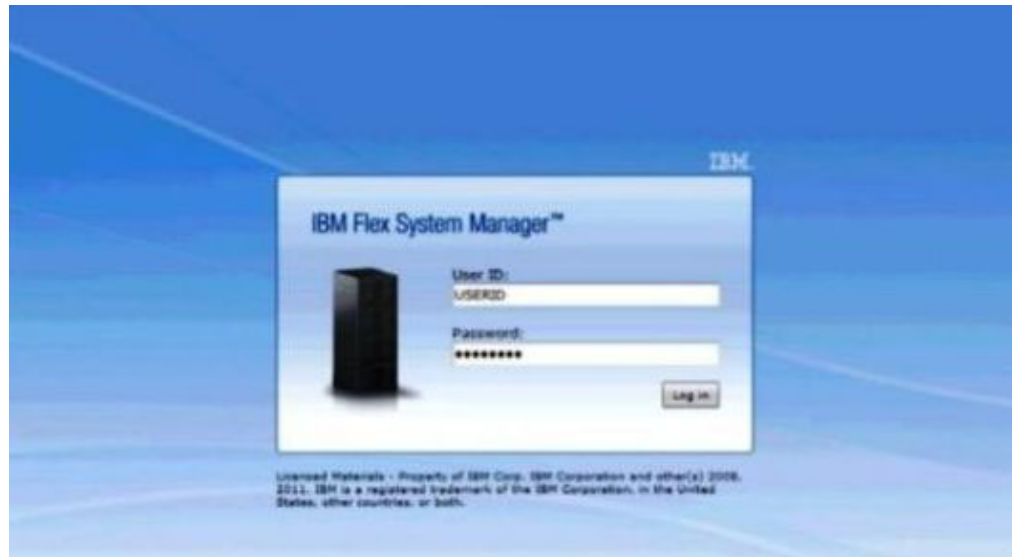 IBM.
IBM Flex System Manager™
User ID:
USERID
Password:
••••••••
Log in
Licensed Materials - Property of IBM Corp. IBM Corporation and other(s) 2009,
2011. IBM is a registered trademark of the IBM Corporation, in the United
States, other countries, or both.